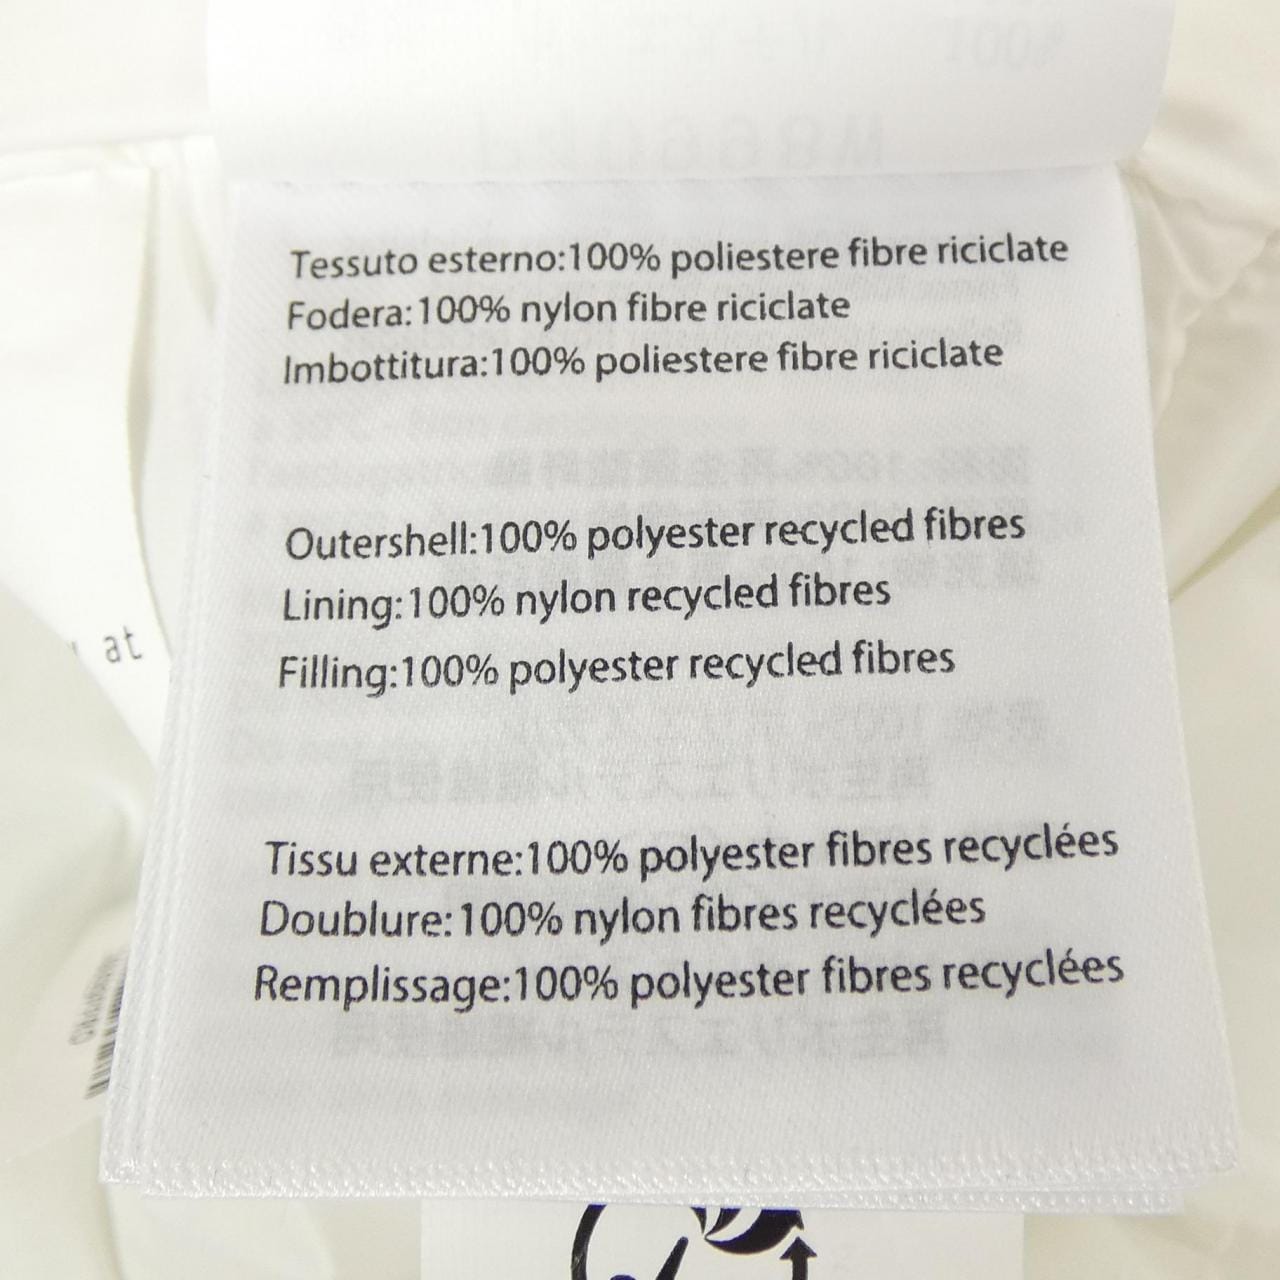 Tessuto esterno:100% poliestere fibre riciclate
Fodera:100% nylon fibre riciclate
Imbottitura:100% poliestere fibre riciclate
Outershell:100% polyester recycled fibres
Lining:100% nylon recycled fibres
at
Filling:100% polyester recycled fibres
Tissu externe:100% polyester fibres recyclées
Doublure:100% nylon fibres recyclées
Remplissage:100% polyester fibres recyclées